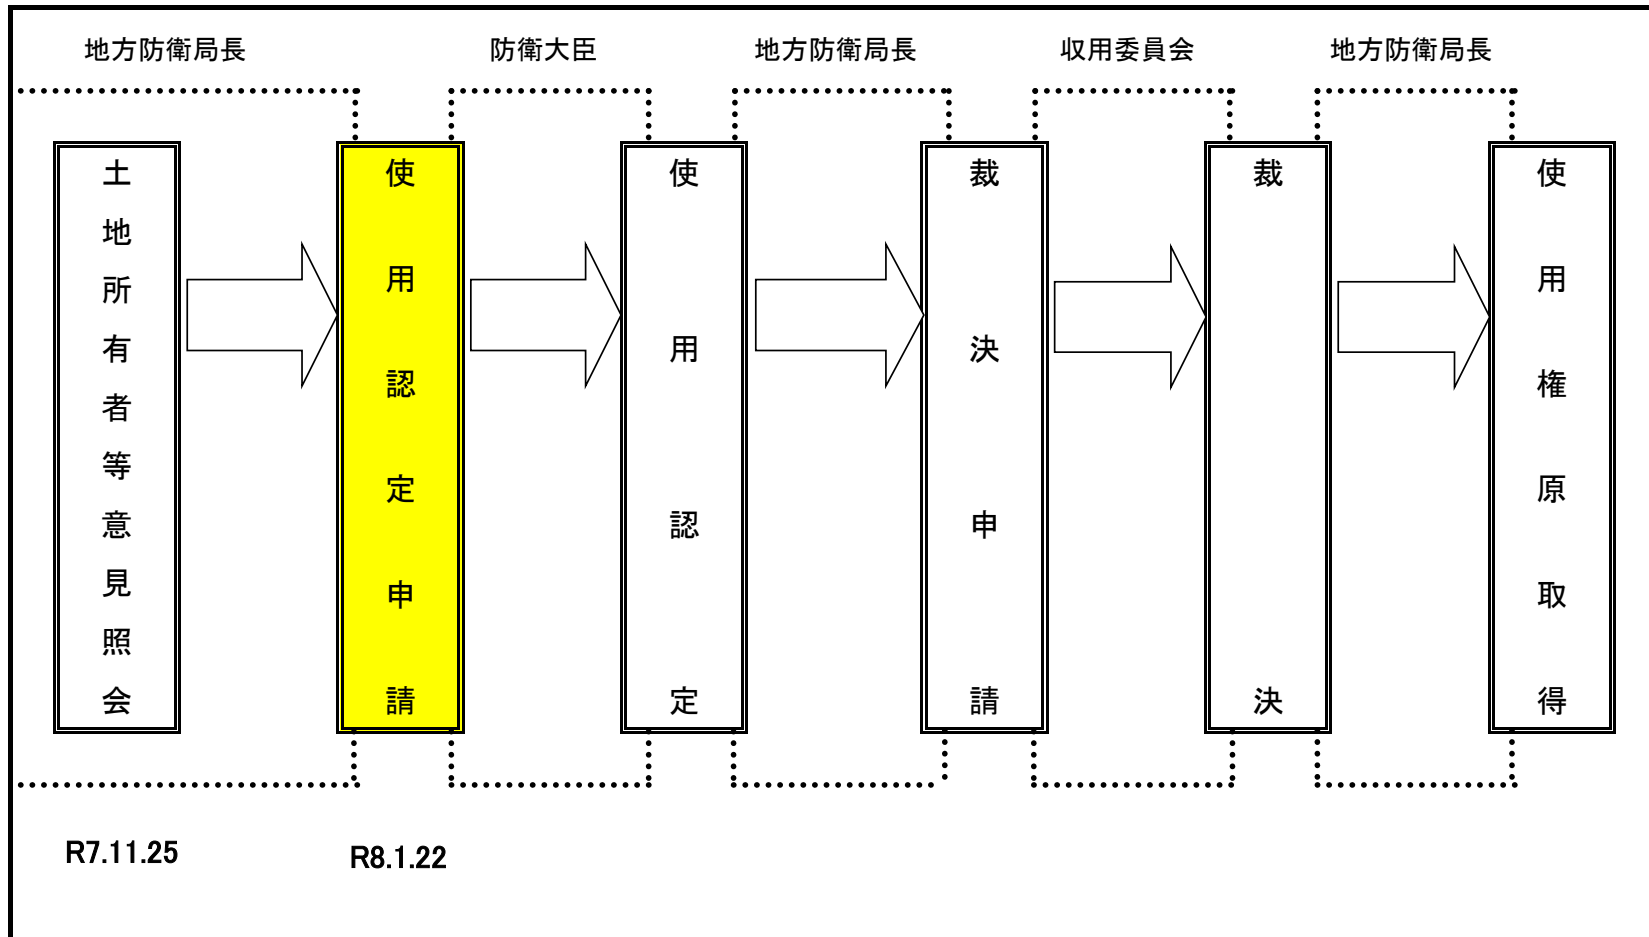 地方防衛局長
防衛大臣
地方防衛局長
収用委員会
地方防衛局長
土地所有者等意見照会
使用認定申請
使用認定
裁決申請
裁決
使用権原取得
R7.11.25
R8.1.22